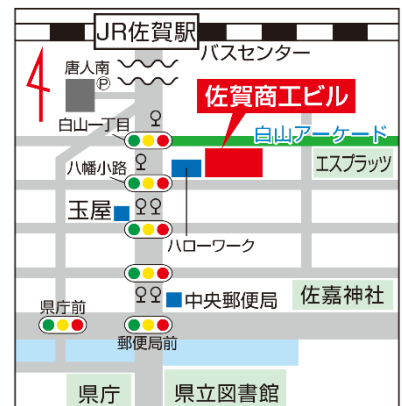 JR佐賀駅
バスセンター
唐人南
Ⓟ
佐賀商工ビル
白山一丁目
白山アーケード
八幡小路
エスプラッツ
玉屋
ハローワーク
中央郵便局
佐嘉神社
県庁前
郵便局前
県庁
県立図書館